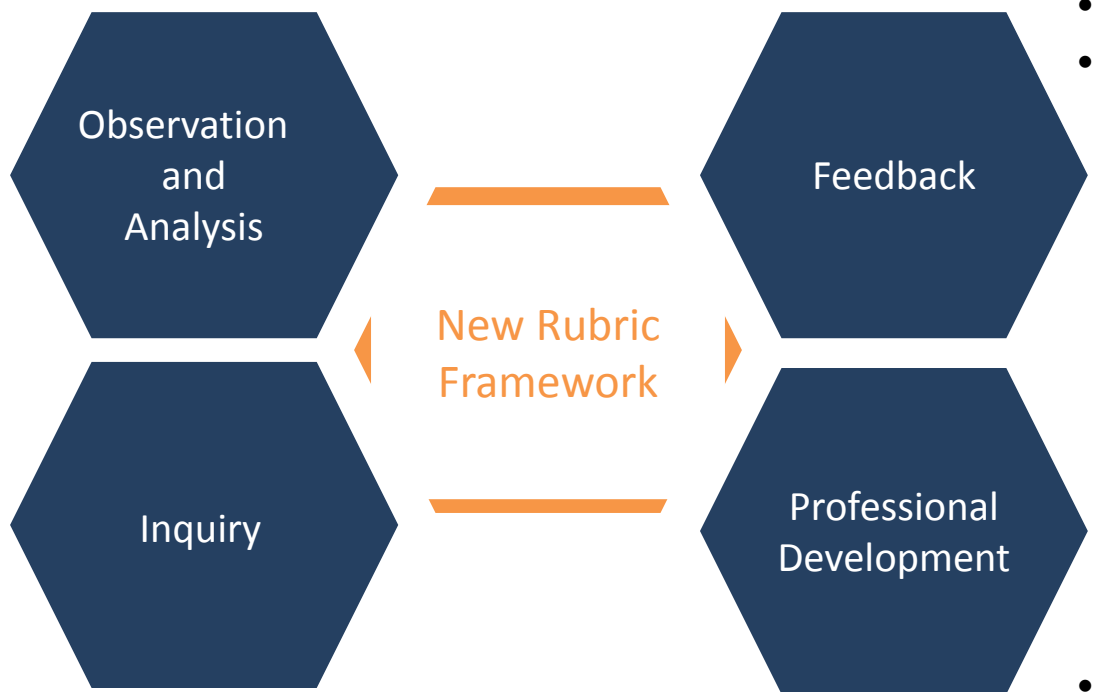 Observation
and
Analysis
Feedback
New Rubric
Framework
Inquiry
Professional
Development